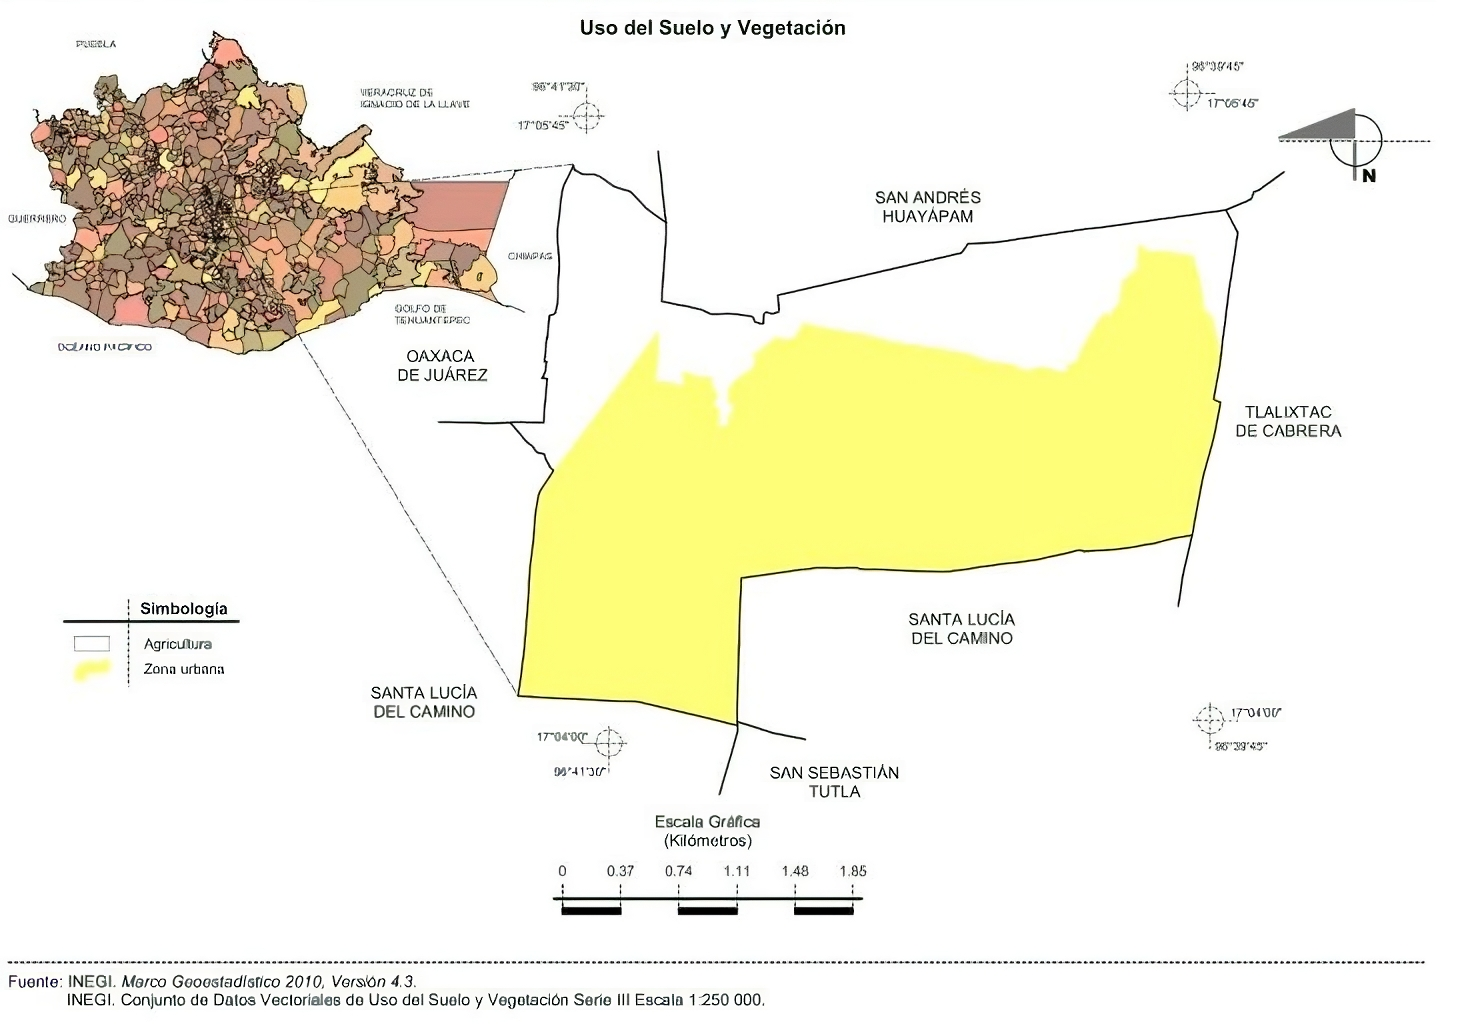 Uso del Suelo y Vegetación
PUEBLA
VERACRUZ DE
IGNACIO DE LA LLAVE
96°41'30"
17°05'45"
96°39'45"
17°05'45"
N
SAN ANDRÉS
HUAYÁPAM
GUERRERO
CHIAPAS
GOLFO DE
TEHUANTEPEC
OCÉANO PACÍFICO
OAXACA
DE JUÁREZ
TLALIXTAC
DE CABRERA
Simbología
Agricultura
Zona urbana
SANTA LUCÍA
DEL CAMINO
SANTA LUCÍA
DEL CAMINO
17°04'00"
96°41'30"
17°04'00"
96°39'45"
SAN SEBASTIÁN
TUTLA
Escala Gráfica
(Kilómetros)
0 0.37 0.74 1.11 1.48 1.85
Fuente: INEGI. Marco Geoestadístico 2010, Versión 4.3.
INEGI. Conjunto de Datos Vectoriales de Uso del Suelo y Vegetación Serie III Escala 1:250 000.